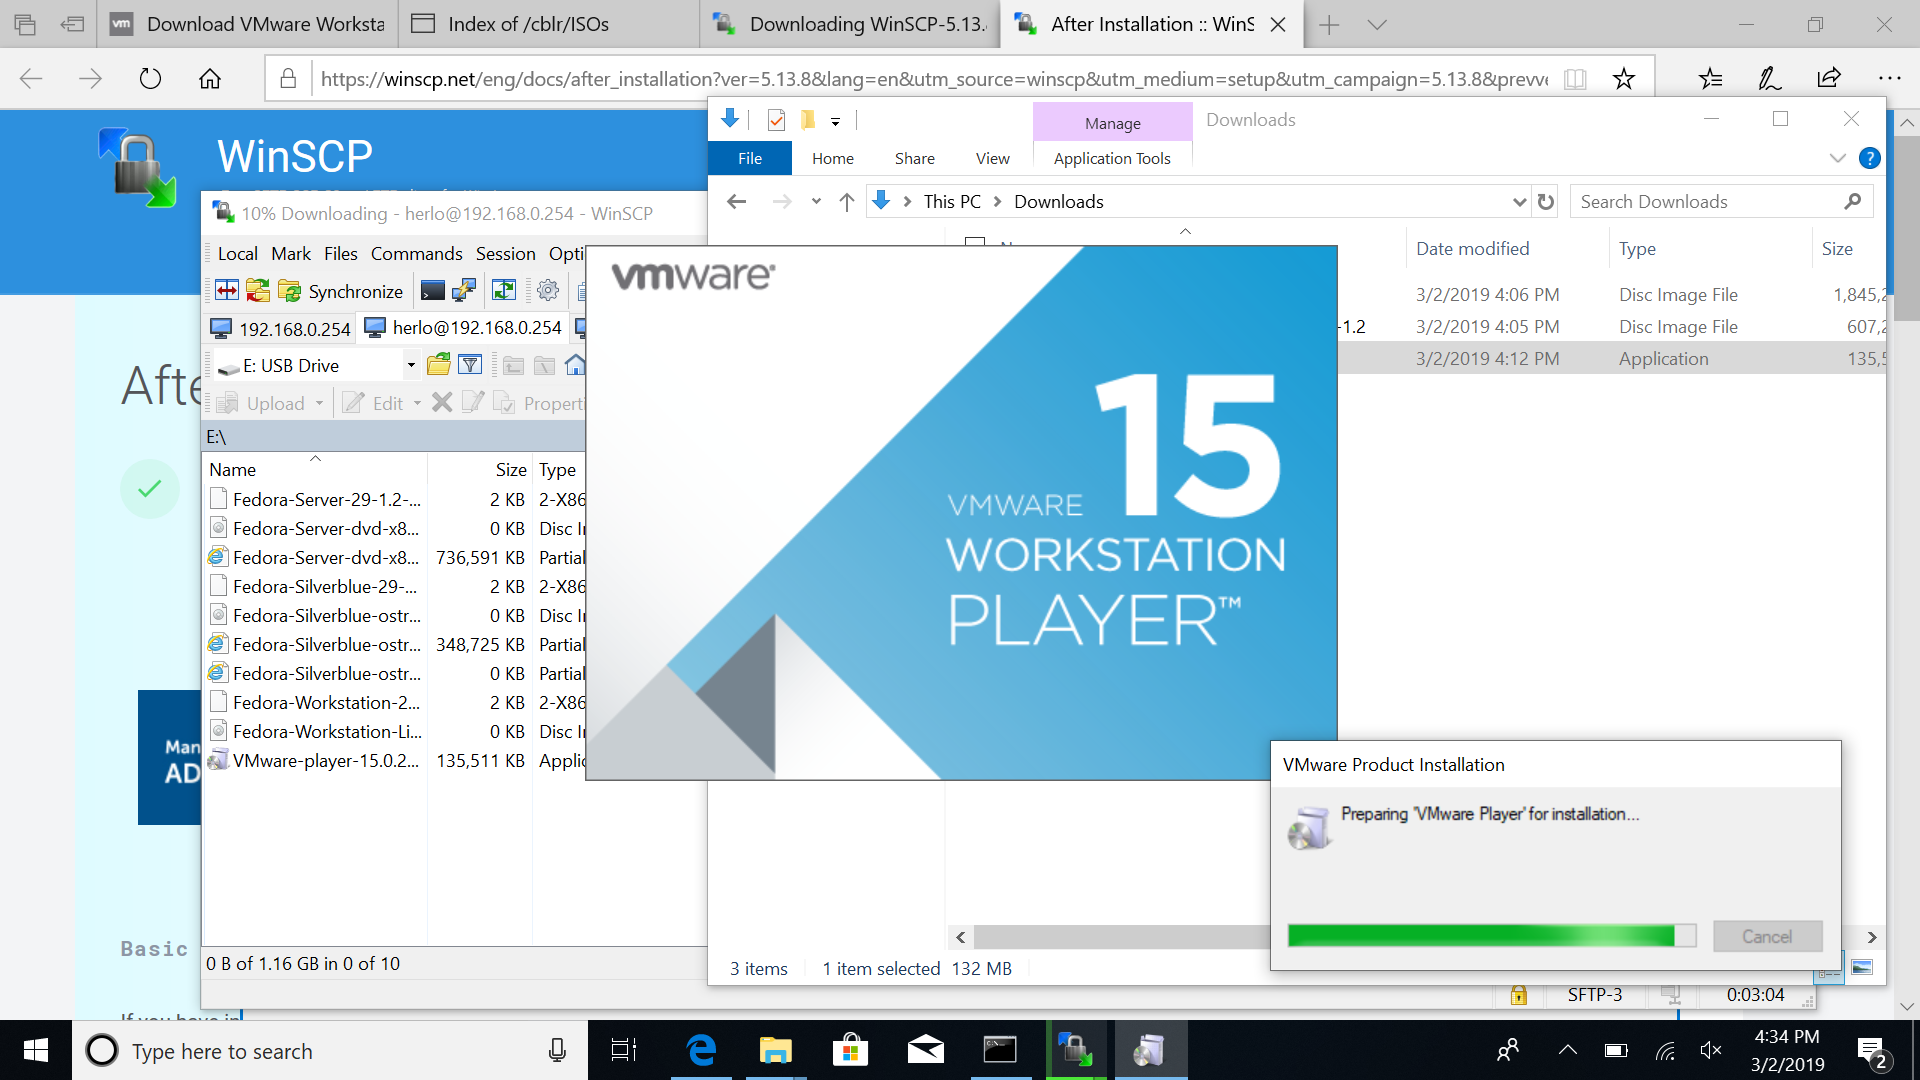 vm Download VMware Worksta
Index of /cblr/ISOs
Downloading WinSCP-5.13.
After Installation :: WinS
https://winscp.net/eng/docs/after_installation?ver=5.13.8&lang=en&utm_source=winscp&utm_medium=setup&utm_campaign=5.13.8&prevve
WinSCP
Manage
Downloads
File
Home
Share
View
Application Tools
This PC > Downloads
Search Downloads
10% Downloading - herlo@192.168.0.254 - WinSCP
Local Mark Files Commands Session Opti
Synchronize
192.168.0.254
herlo@192.168.0.254
E: USB Drive
Upload
Edit
Properti
E:\
Name Size Type
Fedora-Server-29-1.2-... 2 KB 2-X86
Fedora-Server-dvd-x8... 0 KB Disc I
Fedora-Server-dvd-x8... 736,591 KB Partial
Fedora-Silverblue-29-... 2 KB 2-X86
Fedora-Silverblue-ostr... 0 KB Disc I
Fedora-Silverblue-ostr... 348,725 KB Partial
Fedora-Silverblue-ostr... 0 KB Partial
Fedora-Workstation-2... 2 KB 2-X86
Fedora-Workstation-Li... 0 KB Disc I
VMware-player-15.0.2... 135,511 KB Applic
0 B of 1.16 GB in 0 of 10
Afte
Man
AD
Basic
If you have in
Date modified Type Size
3/2/2019 4:06 PM Disc Image File 1,845,2
-1.2 3/2/2019 4:05 PM Disc Image File 607,2
3/2/2019 4:12 PM Application 135,5
vmware®
15
VMWARE
WORKSTATION
PLAYER™
VMware Product Installation
Preparing 'VMware Player' for installation...
Cancel
3 items 1 item selected 132 MB
SFTP-3 0:03:04
Type here to search
4:34 PM
3/2/2019
2